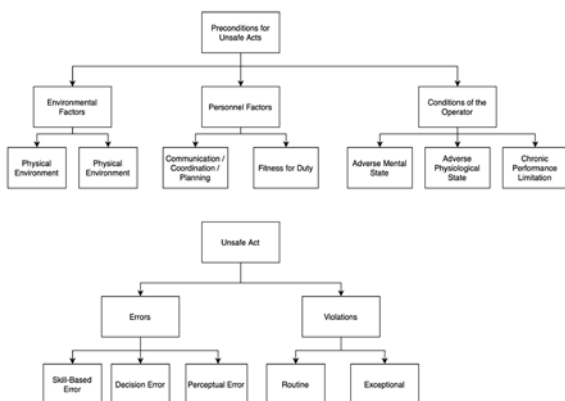 Preconditions for
Unsafe Acts
Environmental
Factors
Personnel Factors
Conditions of the
Operator
Physical
Environment
Physical
Environment
Communication /
Coordination /
Planning
Fitness for Duty
Adverse Mental
State
Adverse
Physiological
State
Chronic
Performance
Limitation
Unsafe Act
Errors
Violations
Skill-Based
Error
Decision Error
Perceptual Error
Routine
Exceptional